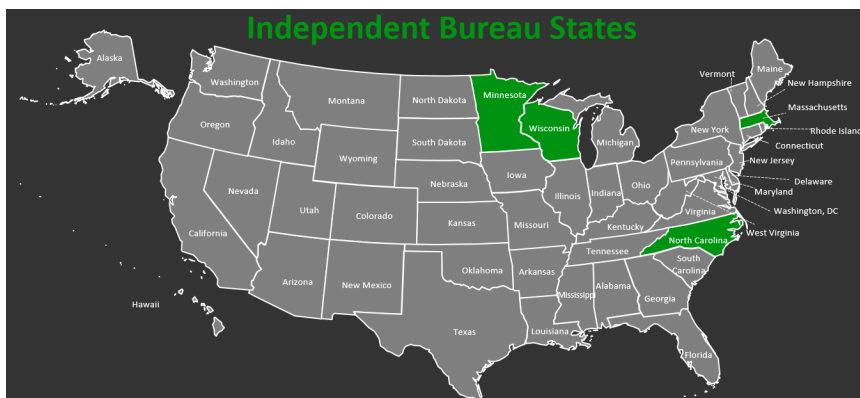 Independent Bureau States
Alaska
Washington
Montana
North Dakota
Minnesota
Vermont
Maine
New Hampshire
Massachusetts
Rhode Island
Connecticut
Oregon
Idaho
South Dakota
Wisconsin
Michigan
New York
Wyoming
Pennsylvania
New Jersey
Nevada
Utah
Colorado
Nebraska
Iowa
Illinois
Indiana
Ohio
Delaware
Maryland
Washington, DC
California
Kansas
Missouri
Kentucky
Virginia
West Virginia
North Carolina
Tennessee
Arizona
New Mexico
Oklahoma
Arkansas
South
Carolina
Hawaii
Mississippi
Alabama
Georgia
Texas
Louisiana
Florida